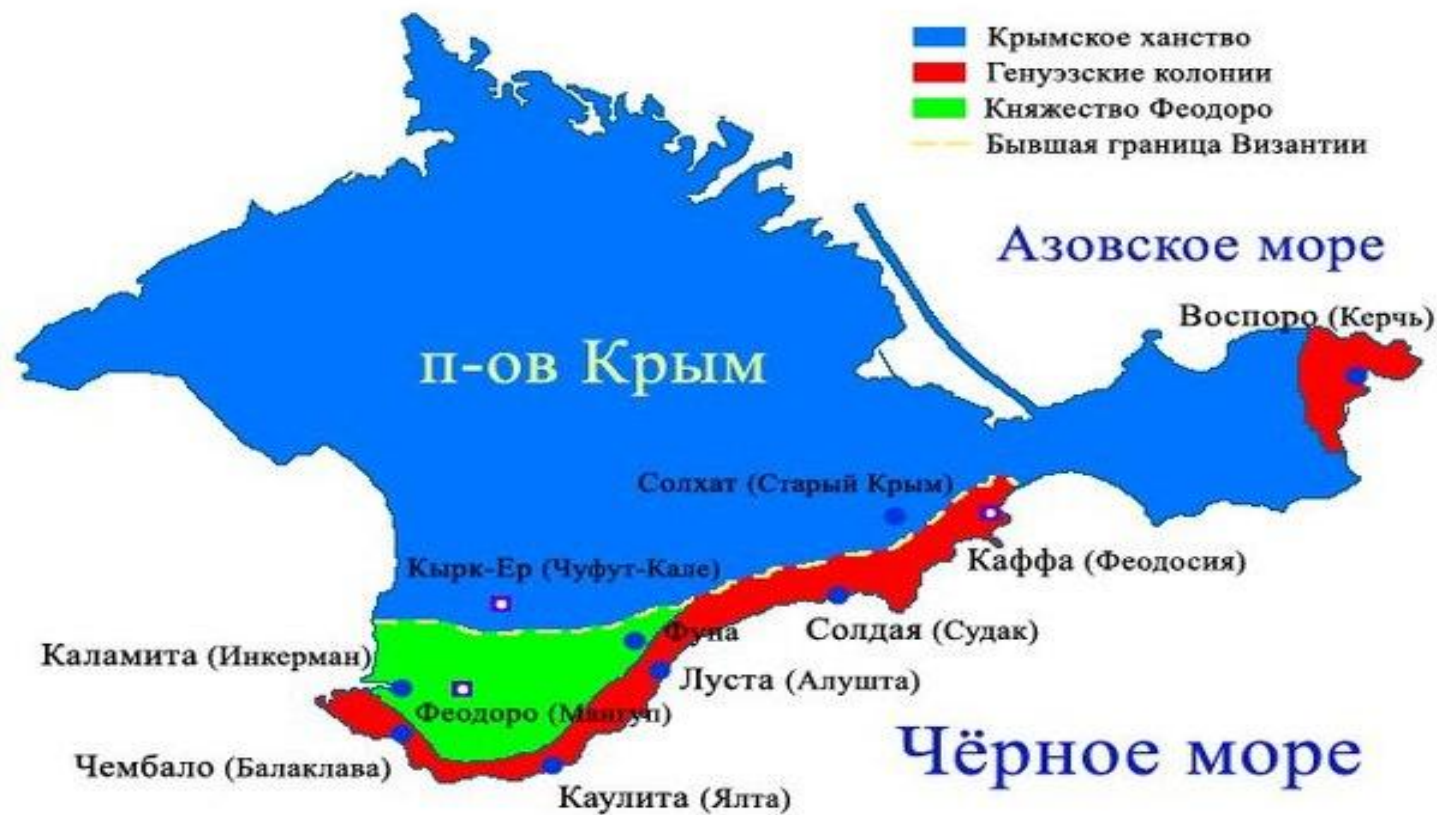 Крымское ханство
Генуэзские колонии
Княжество Феодоро
Бывшая граница Византии
Азовское море
Воспоро (Керчь)
п-ов Крым
Солхат (Старый Крым)
Каффа (Феодосия)
Кырк-Ер (Чуфут-Кале)
Солдая (Судак)
Фуна
Каламита (Инкерман)
Луста (Алушта)
Феодоро (Мангуп)
Чёрное море
Чембало (Балаклава)
Каулита (Ялта)